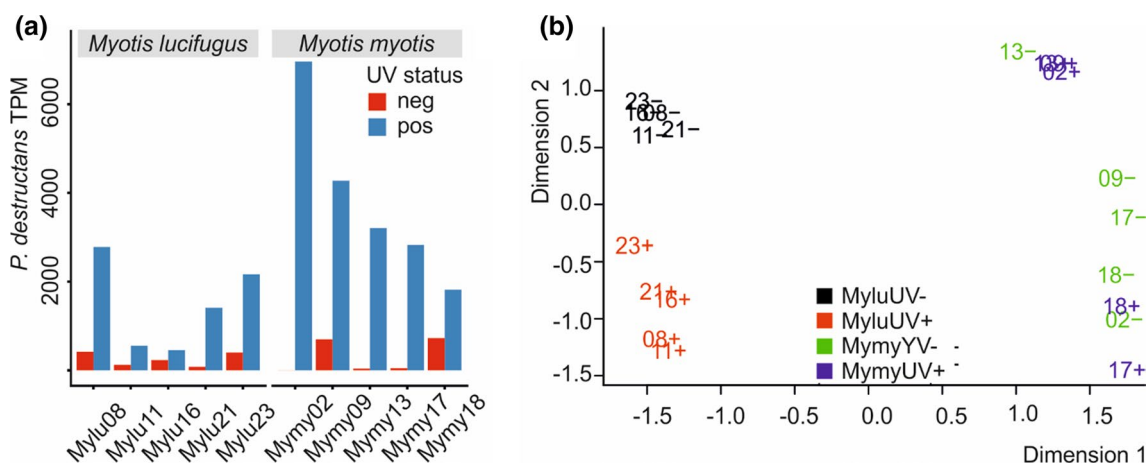 (a)
Myotis lucifugus
Myotis myotis
UV status
neg
pos
P. destructans TPM
6000
4000
2000
Mylu08
Mylu11
Mylu16
Mylu21
Mylu23
Mymy02
Mymy09
Mymy13
Mymy17
Mymy18
(b)
Dimension 2
1.0
0.5
0.0
-0.5
-1.0
-1.5
13−
09+
02+
23−
16−
08−
21−
11−
09−
17−
23+
18−
21+
16+
18+
02−
08+
11+
17+
MyluUV-
MyluUV+
MymyYV-
MymyUV+
-1.5
-1.0
-0.5
0.0
0.5
1.0
1.5
Dimension 1